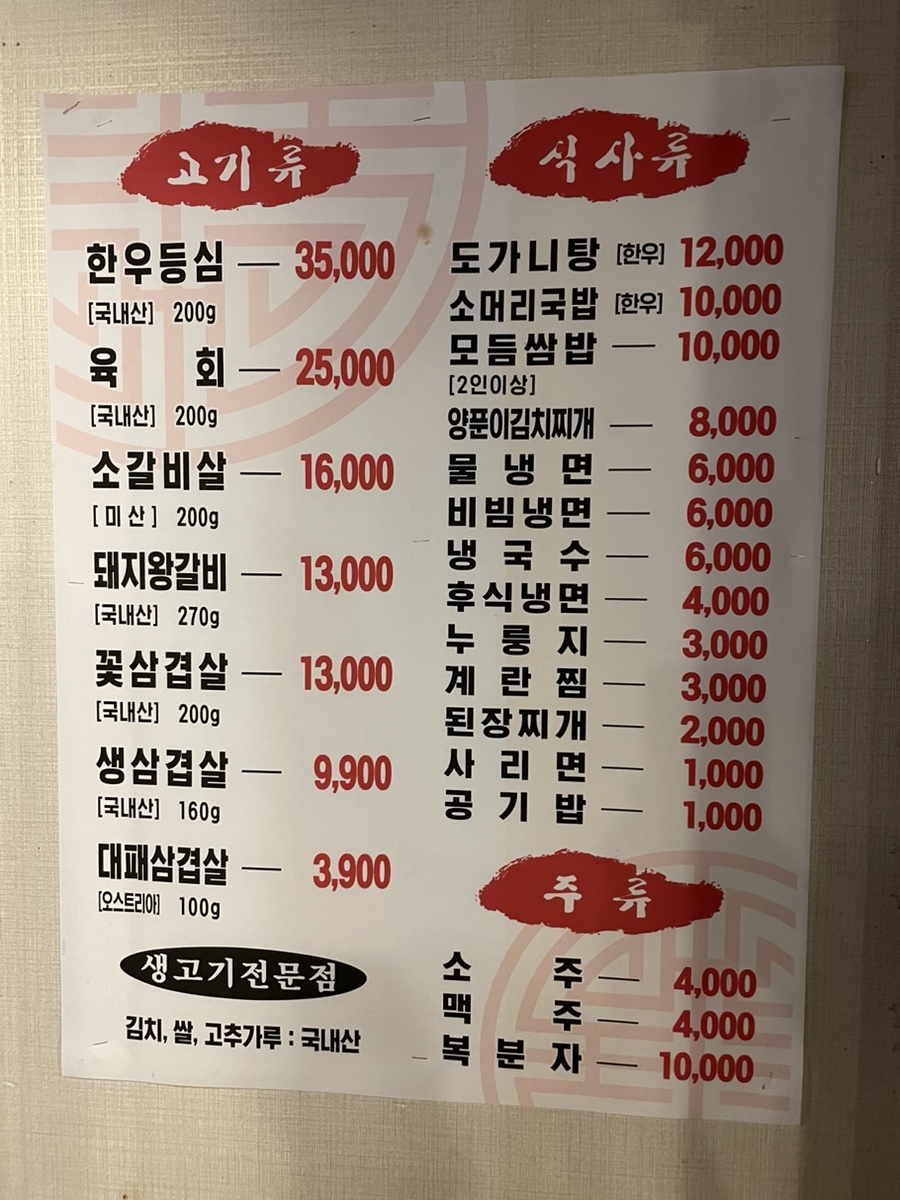 고기류
한우등심 — 35,000
[국내산] 200g
육 회 — 25,000
[국내산] 200g
소갈비살 — 16,000
[미산] 200g
돼지왕갈비 — 13,000
[국내산] 270g
꽃삼겹살 — 13,000
[국내산] 200g
생삼겹살 — 9,900
[국내산] 160g
대패삼겹살 — 3,900
[오스트리아] 100g
생고기전문점
김치, 쌀, 고추가루 : 국내산
식사류
도가니탕 [한우] 12,000
소머리국밥 [한우] 10,000
모듬쌈밥 — 10,000
[2인이상]
양푼이김치찌개 — 8,000
물 냉 면 — 6,000
비빔냉면 — 6,000
냉 국 수 — 6,000
후식냉면 — 4,000
누 룽 지 — 3,000
계 란 찜 — 3,000
된장찌개 — 2,000
사 리 면 — 1,000
공 기 밥 — 1,000
주류
소 주 — 4,000
맥 주 — 4,000
복 분 자 — 10,000